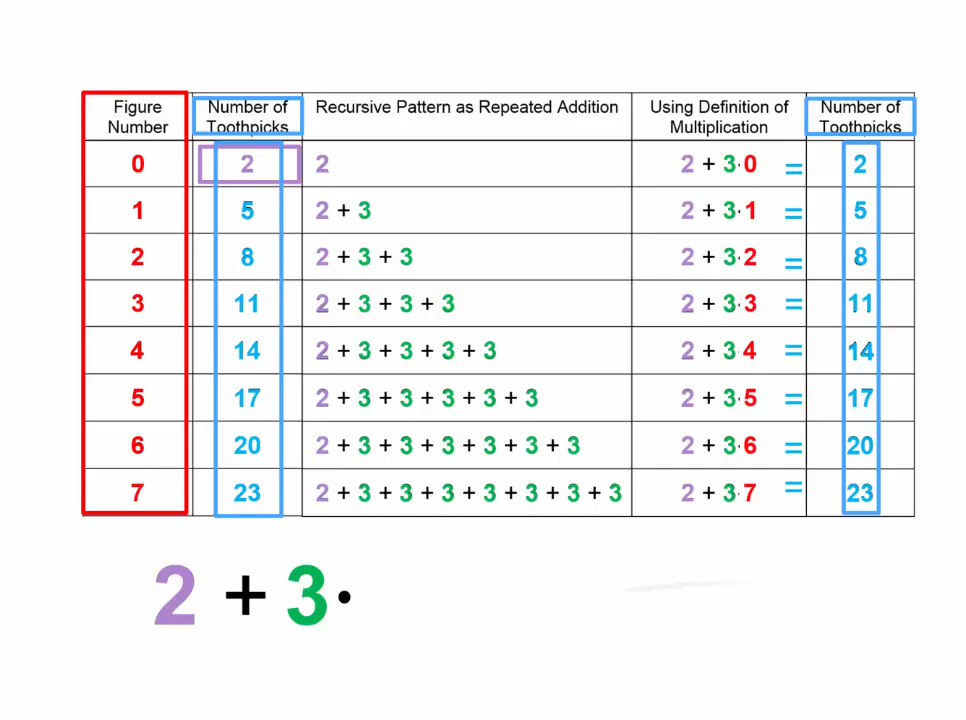 Figure Number | Number of Toothpicks | Recursive Pattern as Repeated Addition | Using Definition of Multiplication | Number of Toothpicks
0 | 2 | 2 | 2 + 3·0 = | 2
1 | 5 | 2 + 3 | 2 + 3·1 = | 5
2 | 8 | 2 + 3 + 3 | 2 + 3·2 = | 8
3 | 11 | 2 + 3 + 3 + 3 | 2 + 3·3 = | 11
4 | 14 | 2 + 3 + 3 + 3 + 3 | 2 + 3·4 = | 14
5 | 17 | 2 + 3 + 3 + 3 + 3 + 3 | 2 + 3·5 = | 17
6 | 20 | 2 + 3 + 3 + 3 + 3 + 3 + 3 | 2 + 3·6 = | 20
7 | 23 | 2 + 3 + 3 + 3 + 3 + 3 + 3 + 3 | 2 + 3·7 = | 23
2 + 3·